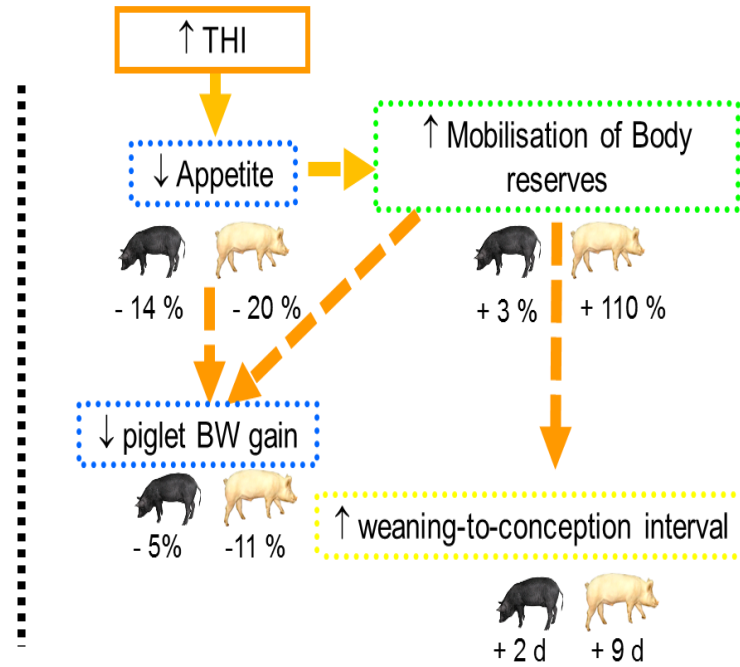 ↑ THI
↓ Appetite
↑ Mobilisation of Body
reserves
- 14 %
- 20 %
+ 3 %
+ 110 %
↓ piglet BW gain
- 5%
-11 %
↑ weaning-to-conception interval
+ 2 d
+ 9 d